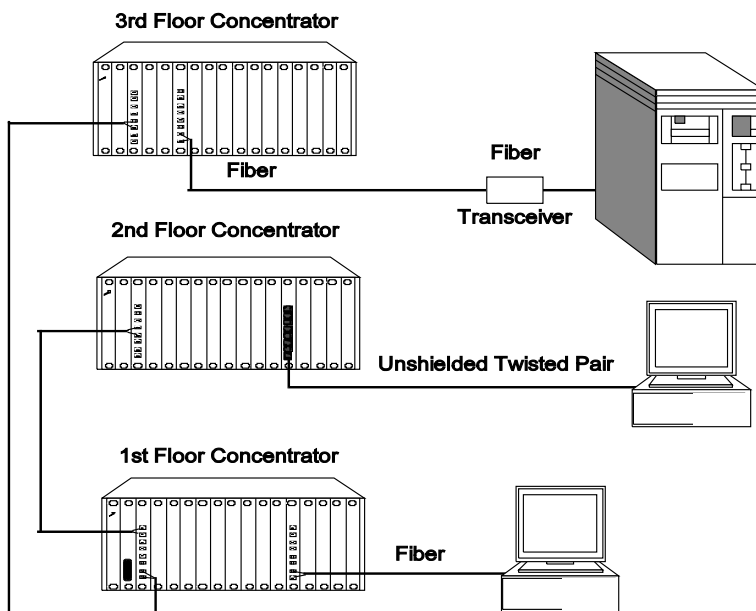 3rd Floor Concentrator
Fiber
Fiber
Transceiver
2nd Floor Concentrator
Unshielded Twisted Pair
1st Floor Concentrator
Fiber